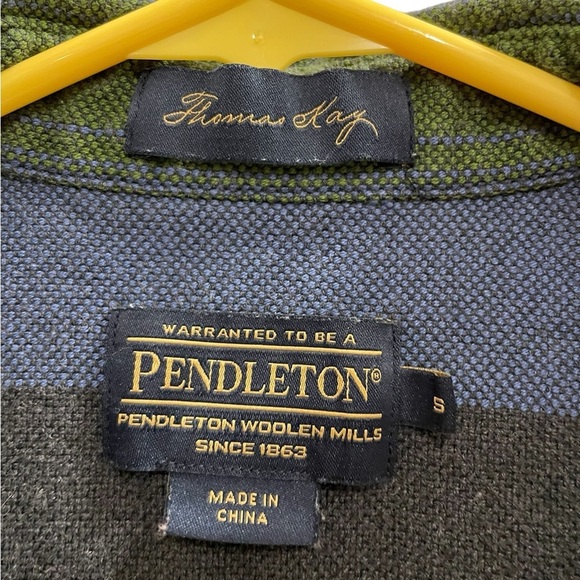 Thomas Kay
WARRANTED TO BE A
PENDLETON®
PENDLETON WOOLEN MILLS
SINCE 1863
S
MADE IN
CHINA